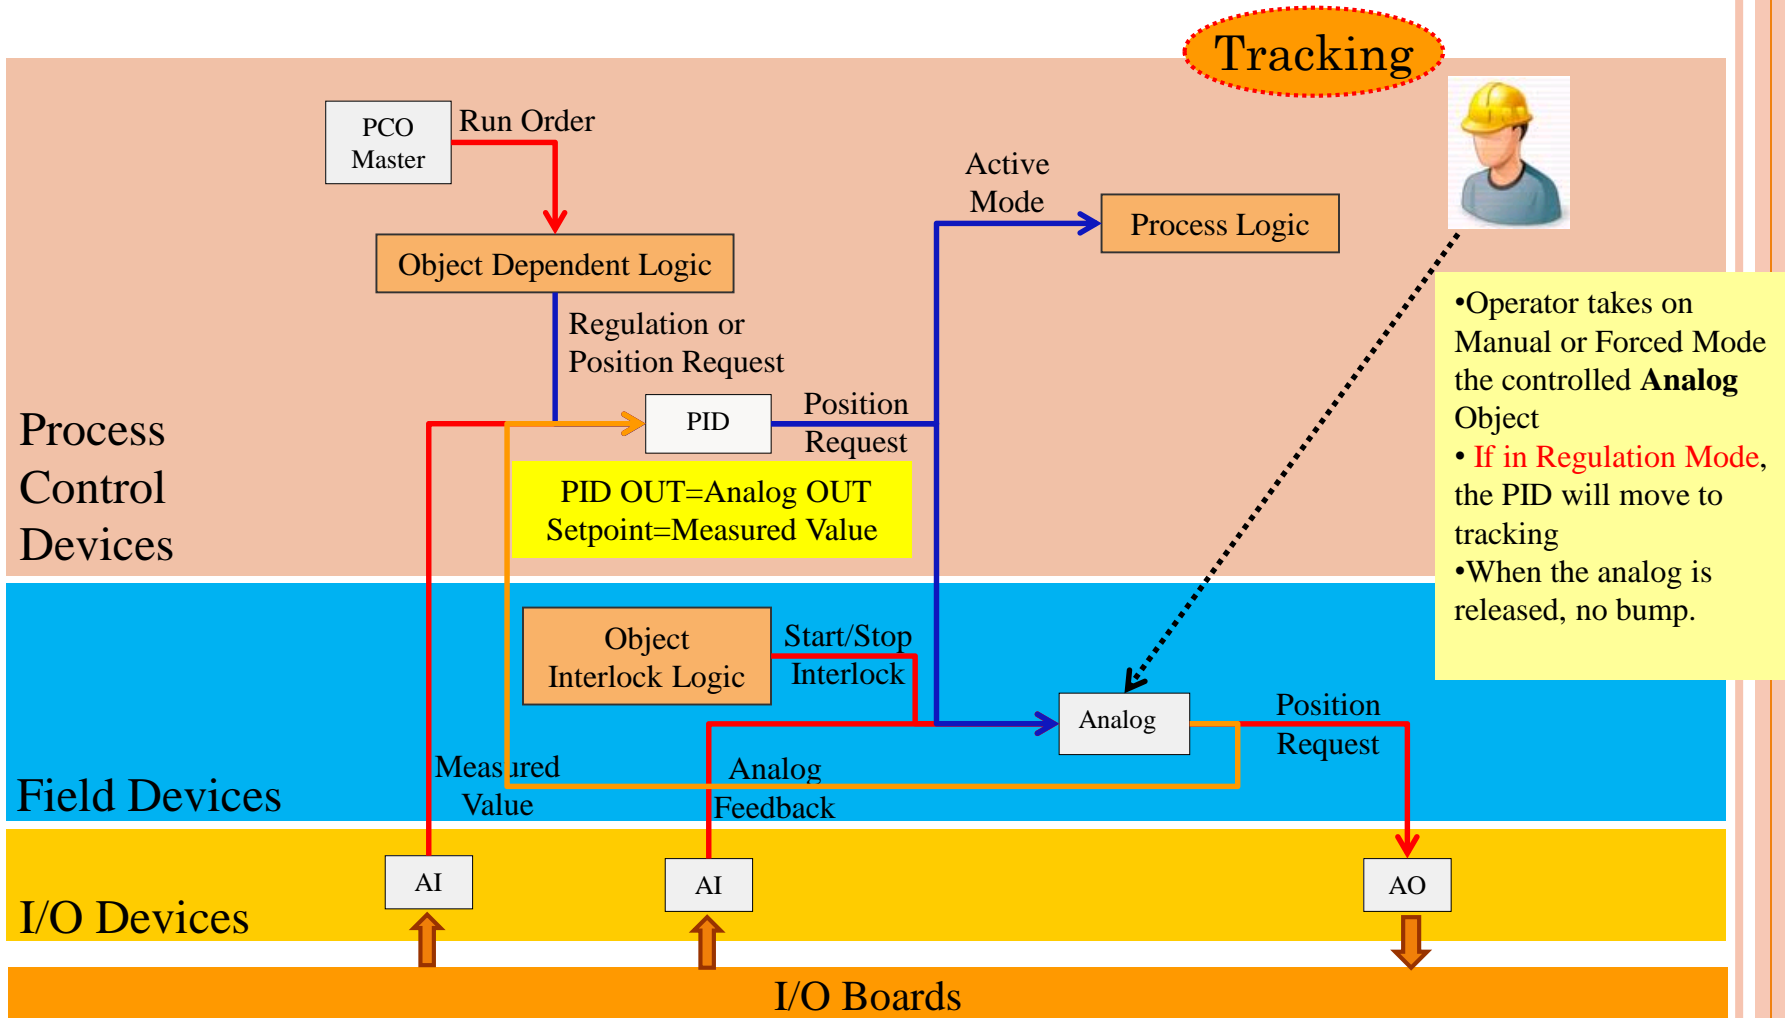 Tracking
PCO
Master
Run Order
Active
Mode
Process Logic
Object Dependent Logic
Regulation or
Position Request
PID
Position
Request
PID OUT=Analog OUT
Setpoint=Measured Value
Process
Control
Devices
•Operator takes on
Manual or Forced Mode
the controlled Analog
Object
• If in Regulation Mode,
the PID will move to
tracking
•When the analog is
released, no bump.
Object
Interlock Logic
Start/Stop
Interlock
Analog
Position
Request
Measured
Value
Analog
Feedback
Field Devices
AI
AI
AO
I/O Devices
I/O Boards